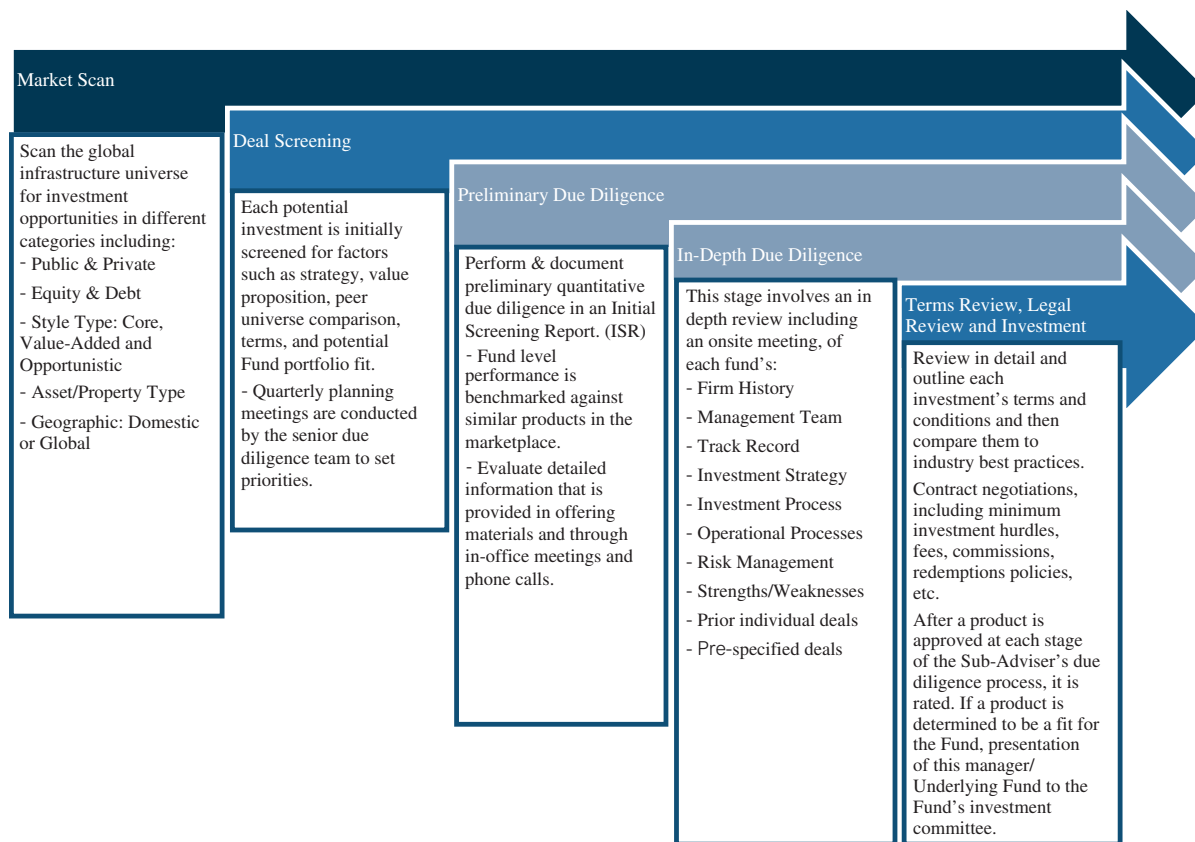 Market Scan
Scan the global
infrastructure universe
for investment
opportunities in different
categories including:
- Public & Private
- Equity & Debt
- Style Type: Core,
Value-Added and
Opportunistic
- Asset/Property Type
- Geographic: Domestic
or Global
Deal Screening
Each potential
investment is initially
screened for factors
such as strategy, value
proposition, peer
universe comparison,
terms, and potential
Fund portfolio fit.
- Quarterly planning
meetings are conducted
by the senior due
diligence team to set
priorities.
Preliminary Due Diligence
Perform & document
preliminary quantitative
due diligence in an Initial
Screening Report. (ISR)
- Fund level
performance is
benchmarked against
similar products in the
marketplace.
- Evaluate detailed
information that is
provided in offering
materials and through
in-office meetings and
phone calls.
In-Depth Due Diligence
This stage involves an in
depth review including
an onsite meeting, of
each fund's:
- Firm History
- Management Team
- Track Record
- Investment Strategy
- Investment Process
- Operational Processes
- Risk Management
- Strengths/Weaknesses
- Prior individual deals
- Pre-specified deals
Terms Review, Legal
Review and Investment
Review in detail and
outline each
investment's terms and
conditions and then
compare them to
industry best practices.
Contract negotiations,
including minimum
investment hurdles,
fees, commissions,
redemptions policies,
etc.
After a product is
approved at each stage
of the Sub-Adviser's due
diligence process, it is
rated. If a product is
determined to be a fit for
the Fund, presentation
of this manager/
Underlying Fund to the
Fund's investment
committee.